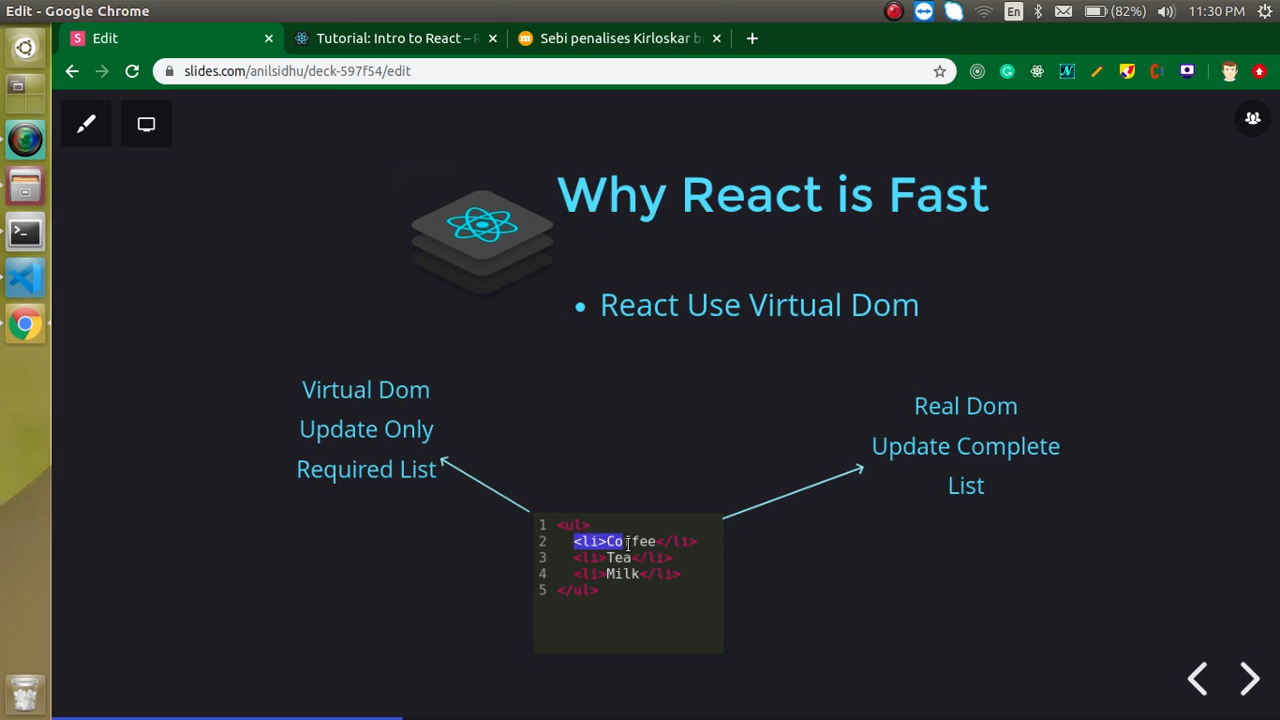 Edit - Google Chrome
En
(82%)
11:30 PM
S
Edit
Tutorial: Intro to React –
m
Sebi penalises Kirloskar
slides.com/anilsidhu/deck-597f54/edit
Why React is Fast
React Use Virtual Dom
Virtual Dom
Update Only
Required List
Real Dom
Update Complete
List
1 <ul>
2 <li>Coffee</li>
3 <li>Tea</li>
4 <li>Milk</li>
5 </ul>